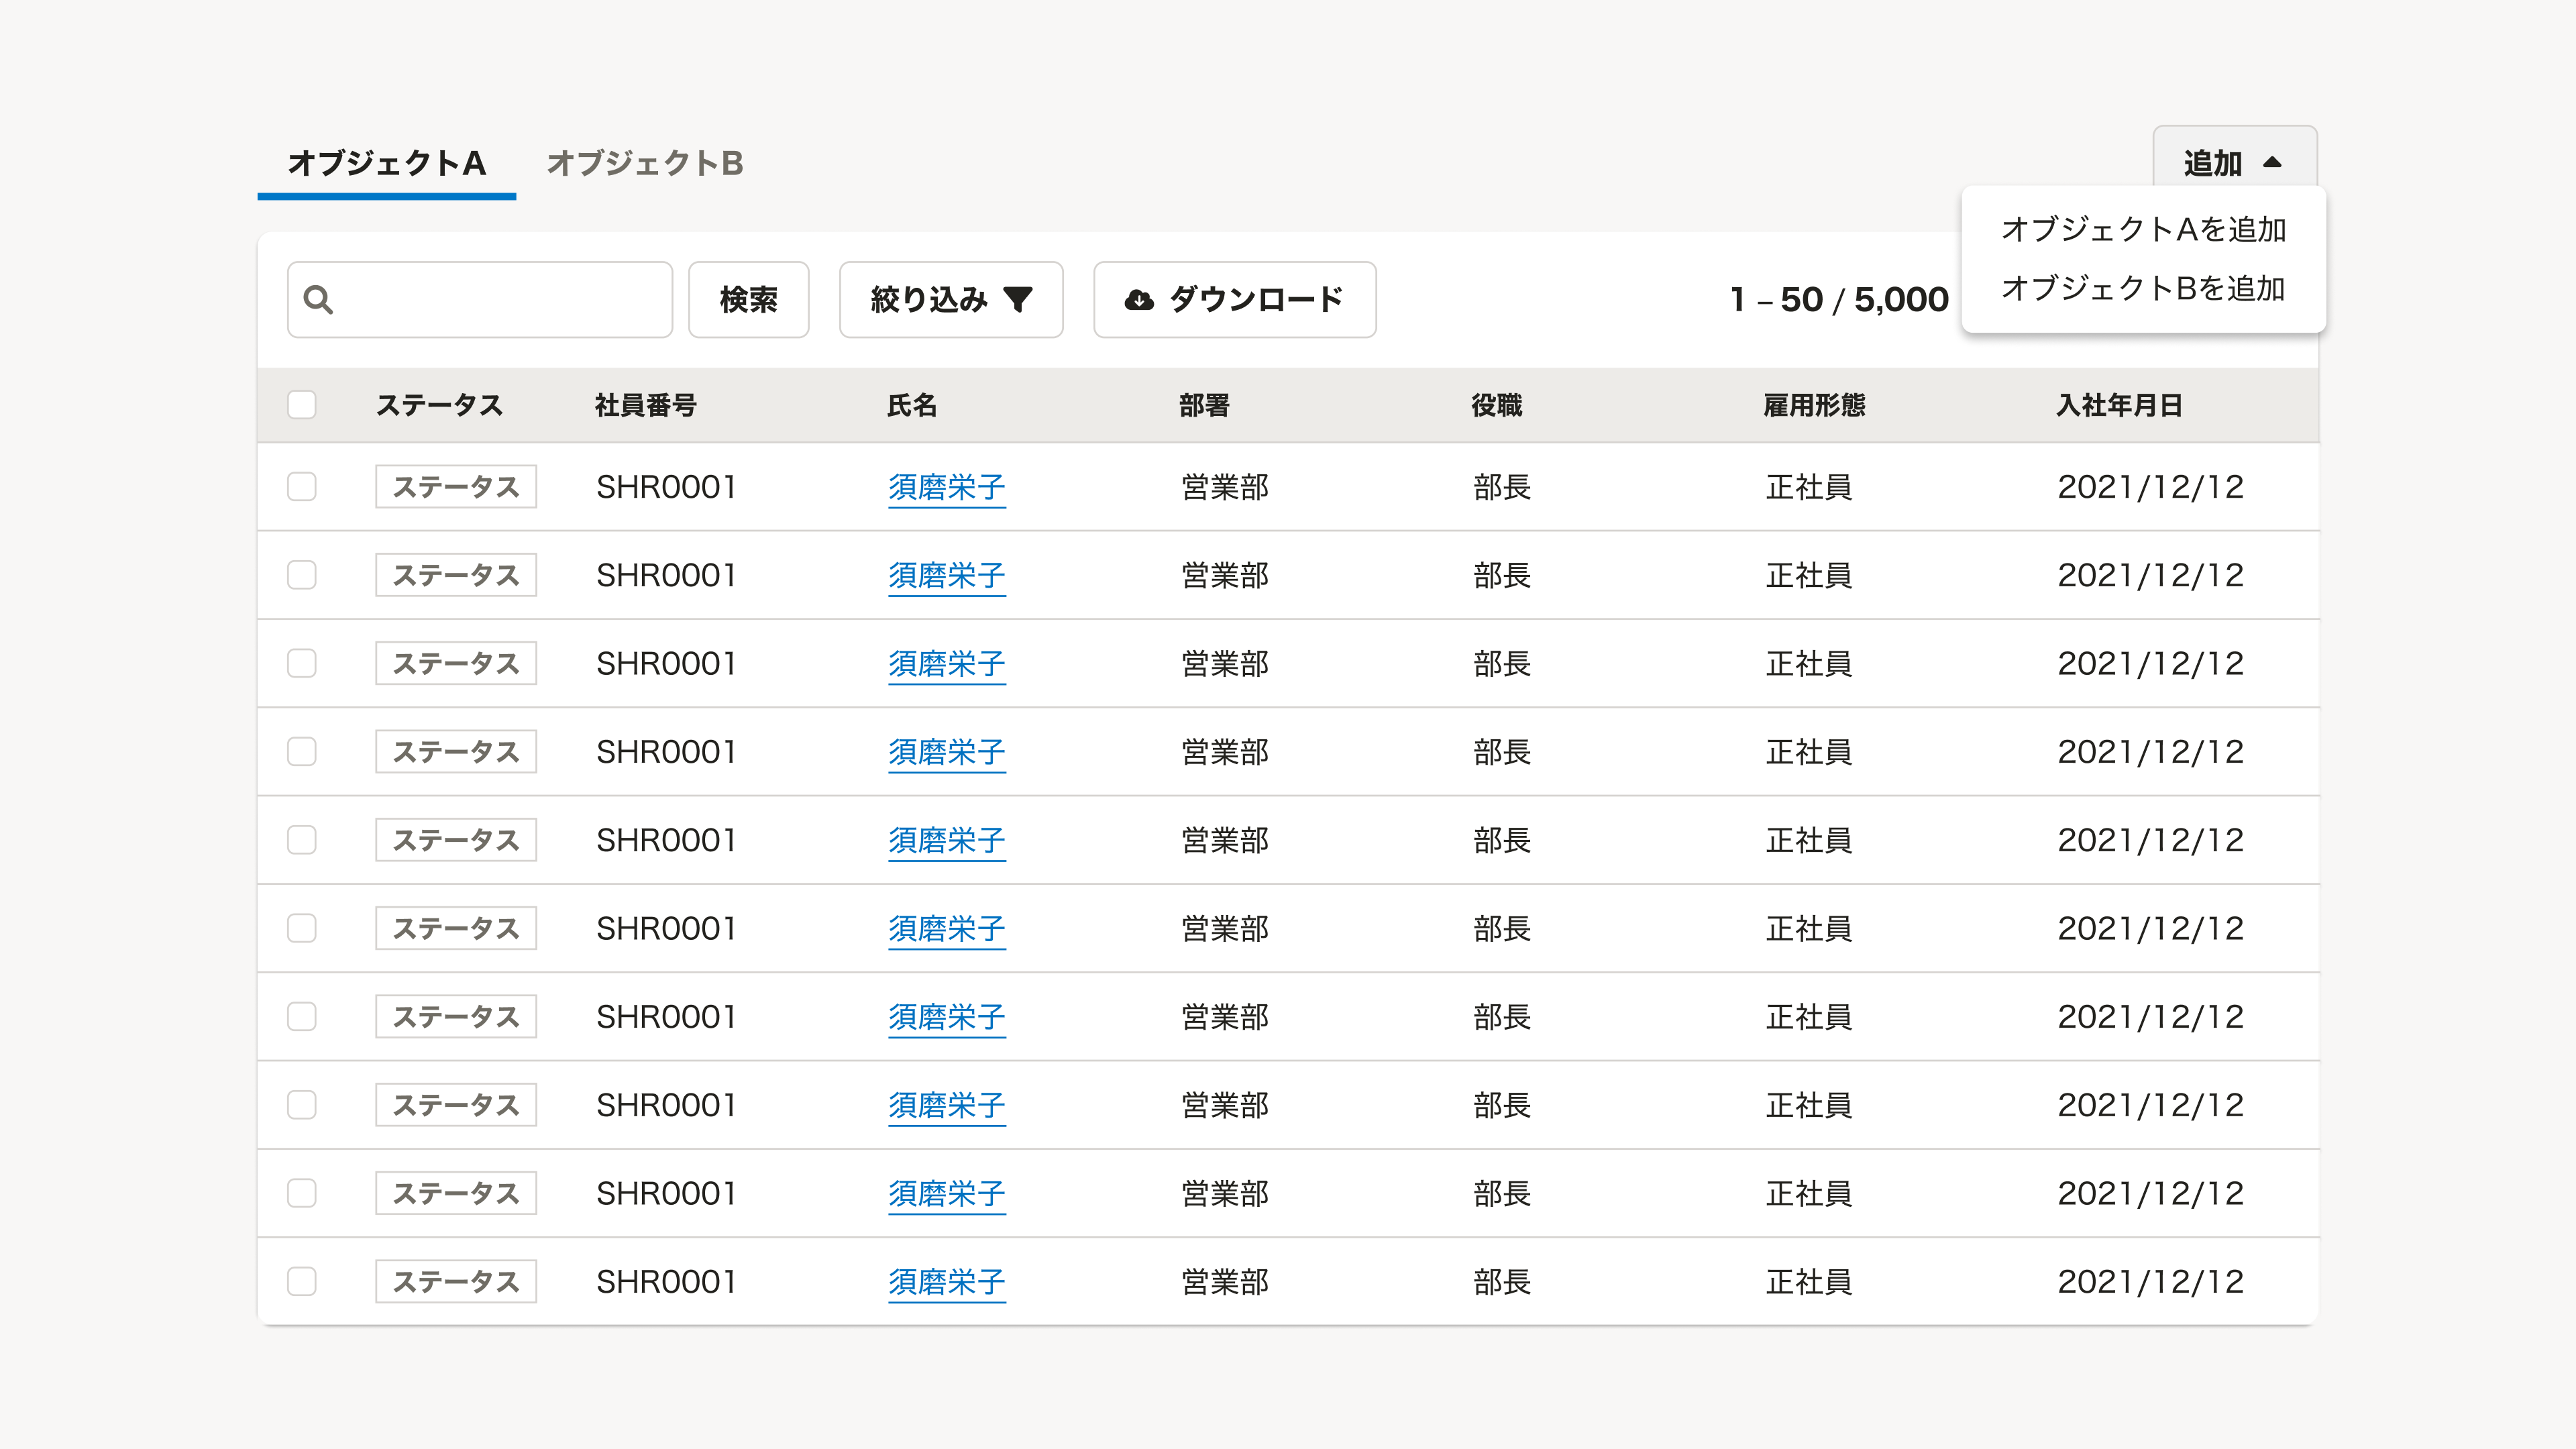 オブジェクトA オブジェクトB 追加
オブジェクトAを追加
オブジェクトBを追加
検索 絞り込み ダウンロード 1 – 50 / 5,000
ステータス 社員番号 氏名 部署 役職 雇用形態 入社年月日
ステータス SHR0001 須磨栄子 営業部 部長 正社員 2021/12/12
ステータス SHR0001 須磨栄子 営業部 部長 正社員 2021/12/12
ステータス SHR0001 須磨栄子 営業部 部長 正社員 2021/12/12
ステータス SHR0001 須磨栄子 営業部 部長 正社員 2021/12/12
ステータス SHR0001 須磨栄子 営業部 部長 正社員 2021/12/12
ステータス SHR0001 須磨栄子 営業部 部長 正社員 2021/12/12
ステータス SHR0001 須磨栄子 営業部 部長 正社員 2021/12/12
ステータス SHR0001 須磨栄子 営業部 部長 正社員 2021/12/12
ステータス SHR0001 須磨栄子 営業部 部長 正社員 2021/12/12
ステータス SHR0001 須磨栄子 営業部 部長 正社員 2021/12/12